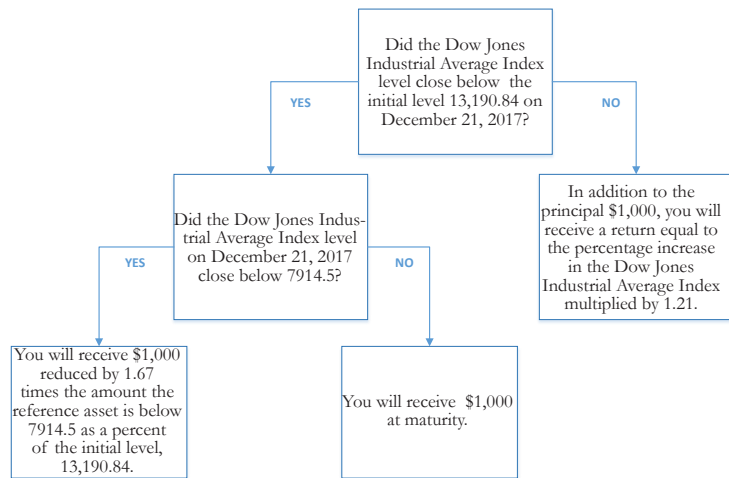 Did the Dow Jones
Industrial Average Index
level close below the
initial level 13,190.84 on
December 21, 2017?
YES
NO
Did the Dow Jones Indus-
trial Average Index level
on December 21, 2017
close below 7914.5?
In addition to the
principal $1,000, you will
receive a return equal to
the percentage increase
in the Dow Jones
Industrial Average Index
multiplied by 1.21.
YES
NO
You will receive $1,000
reduced by 1.67
times the amount the
reference asset is below
7914.5 as a percent
of the initial level,
13,190.84.
You will receive $1,000
at maturity.